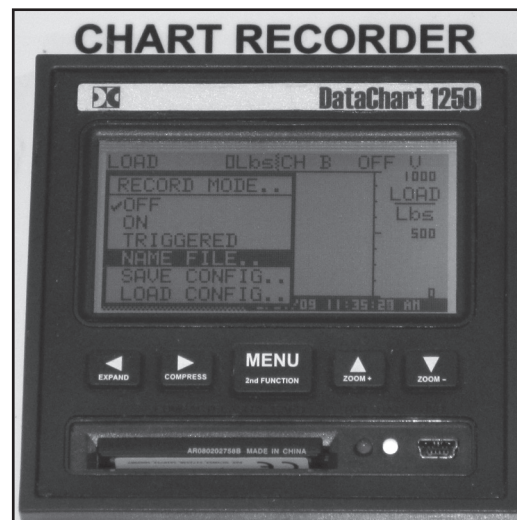 CHART RECORDER
DataChart 1250
LOAD 0Lbs CH B OFF V
RECORD MODE..
OFF
ON
TRIGGERED
NAME FILE..
SAVE CONFIG..
LOAD CONFIG..
1000
LOAD
Lbs
500
0
/09 11:35:29 AM
EXPAND
COMPRESS
MENU
2nd FUNCTION
ZOOM +
ZOOM –
AR080202758B MADE IN CHINA